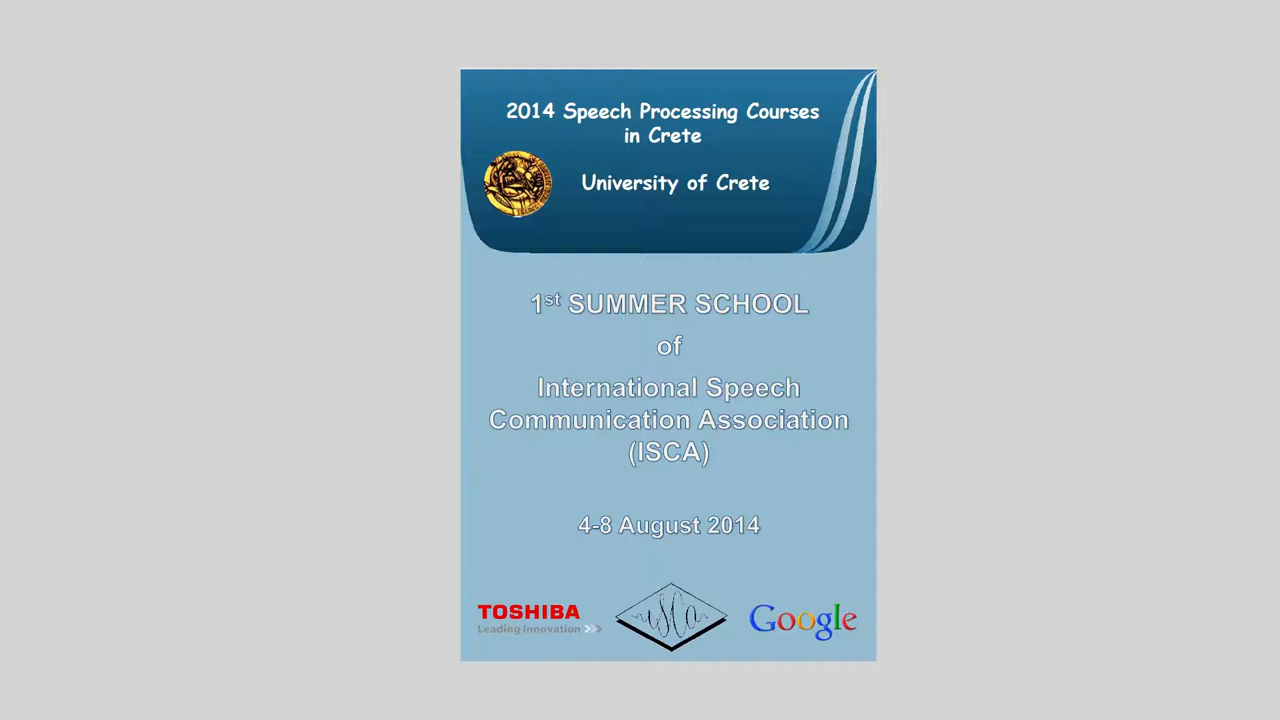 2014 Speech Processing Courses
in Crete
University of Crete
1st SUMMER SCHOOL
of
International Speech
Communication Association
(ISCA)
4-8 August 2014
TOSHIBA
Leading Innovation >>>
isca
Google